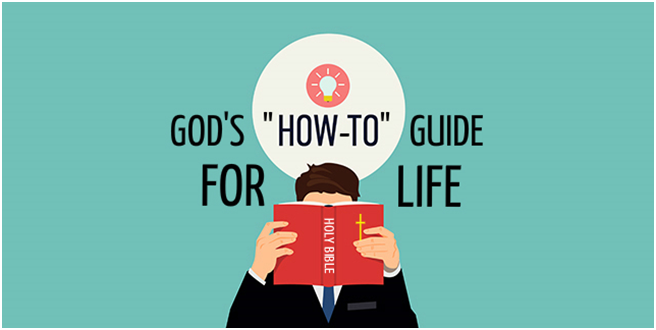 GOD'S "HOW-TO" GUIDE
FOR LIFE
HOLY BIBLE